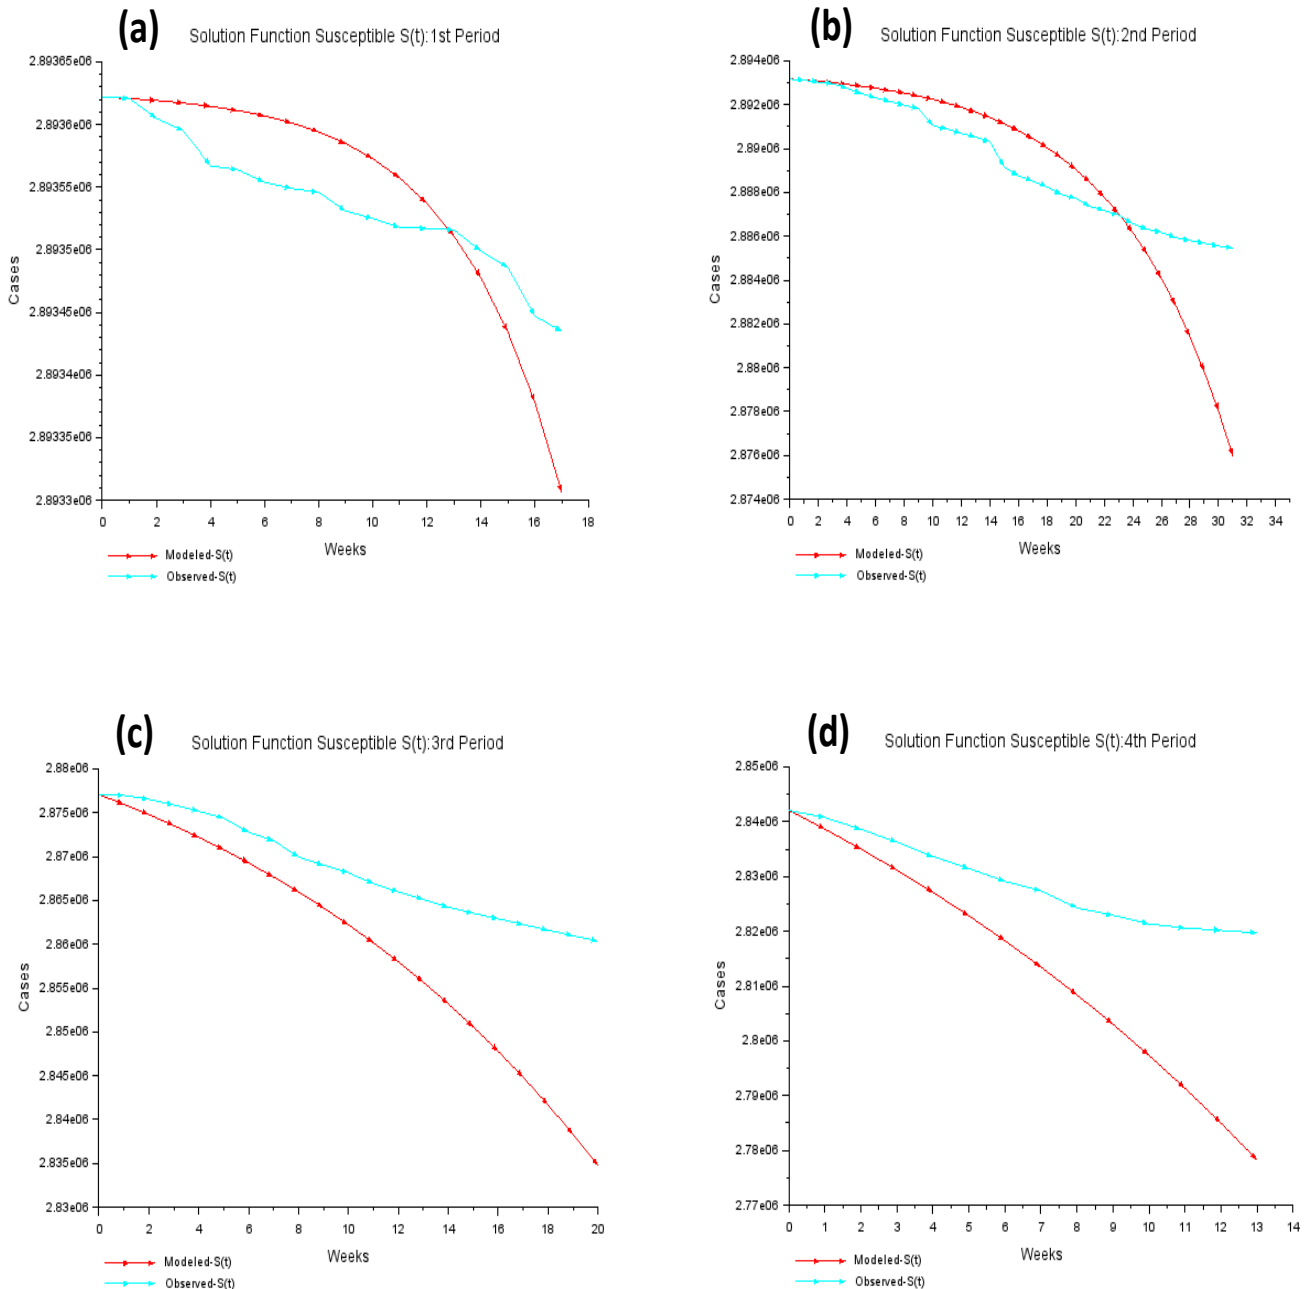 (a)
Solution Function Susceptible S(t):1st Period
2.89365e06
2.8936e06
2.89355e06
2.8935e06
2.89345e06
2.8934e06
2.89335e06
2.8933e06
Cases
0 2 4 6 8 10 12 14 16 18
Weeks
Modeled-S(t)
Observed-S(t)
(b)
Solution Function Susceptible S(t):2nd Period
2.894e06
2.892e06
2.89e06
2.888e06
2.886e06
2.884e06
2.882e06
2.88e06
2.878e06
2.876e06
2.874e06
Cases
0 2 4 6 8 10 12 14 16 18 20 22 24 26 28 30 32 34
Weeks
Modeled-S(t)
Observed-S(t)
(c)
Solution Function Susceptible S(t):3rd Period
2.88e06
2.875e06
2.87e06
2.865e06
2.86e06
2.855e06
2.85e06
2.845e06
2.84e06
2.835e06
2.83e06
Cases
0 2 4 6 8 10 12 14 16 18 20
Weeks
Modeled-S(t)
Observed-S(t)
(d)
Solution Function Susceptible S(t):4th Period
2.85e06
2.84e06
2.83e06
2.82e06
2.81e06
2.8e06
2.79e06
2.78e06
2.77e06
Cases
0 1 2 3 4 5 6 7 8 9 10 11 12 13 14
Weeks
Modeled-S(t)
Observed-S(t)